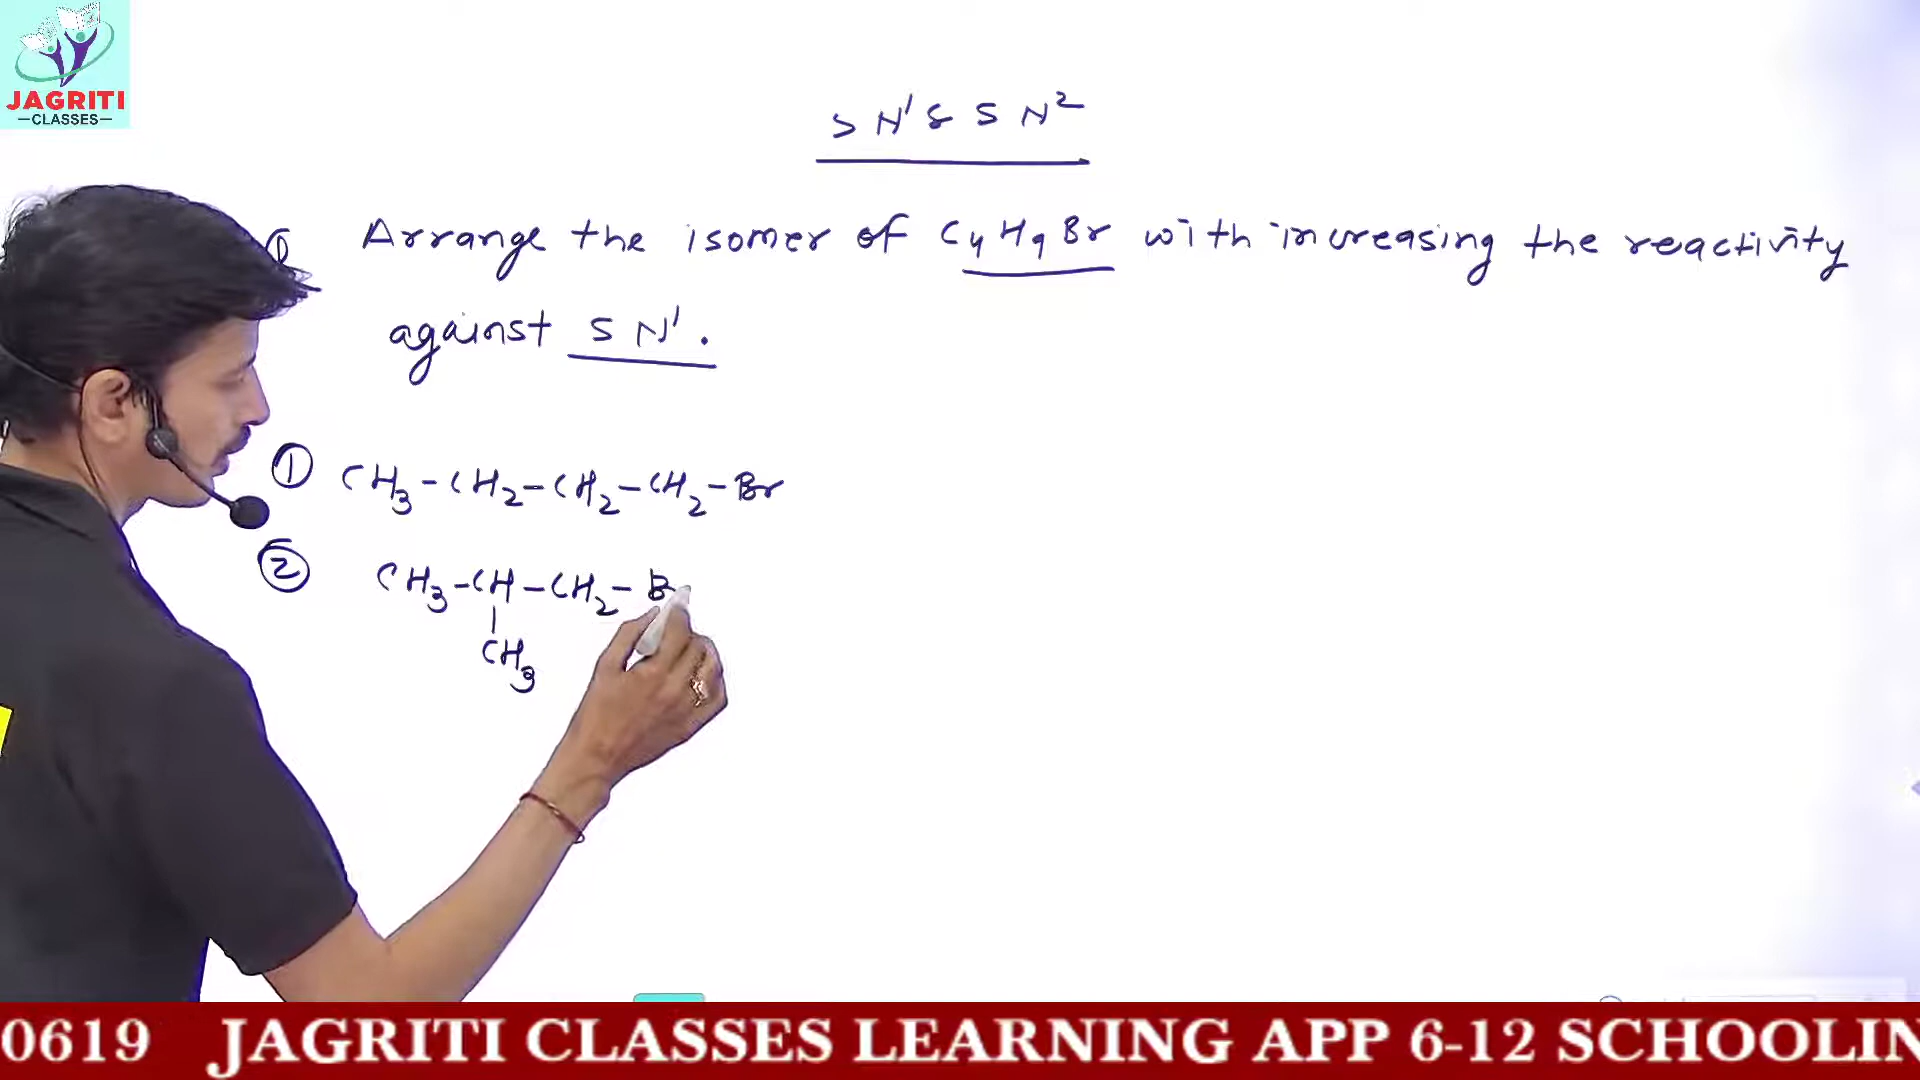 JAGRITI
—CLASSES—
SN¹ & SN²
① Arrange the isomer of C₄H₉Br with increasing the reactivity
against SN¹.
① CH₃-CH₂-CH₂-CH₂-Br
② CH₃-CH-CH₂-B
|
CH₃
0619 JAGRITI CLASSES LEARNING APP 6-12 SCHOOLIN